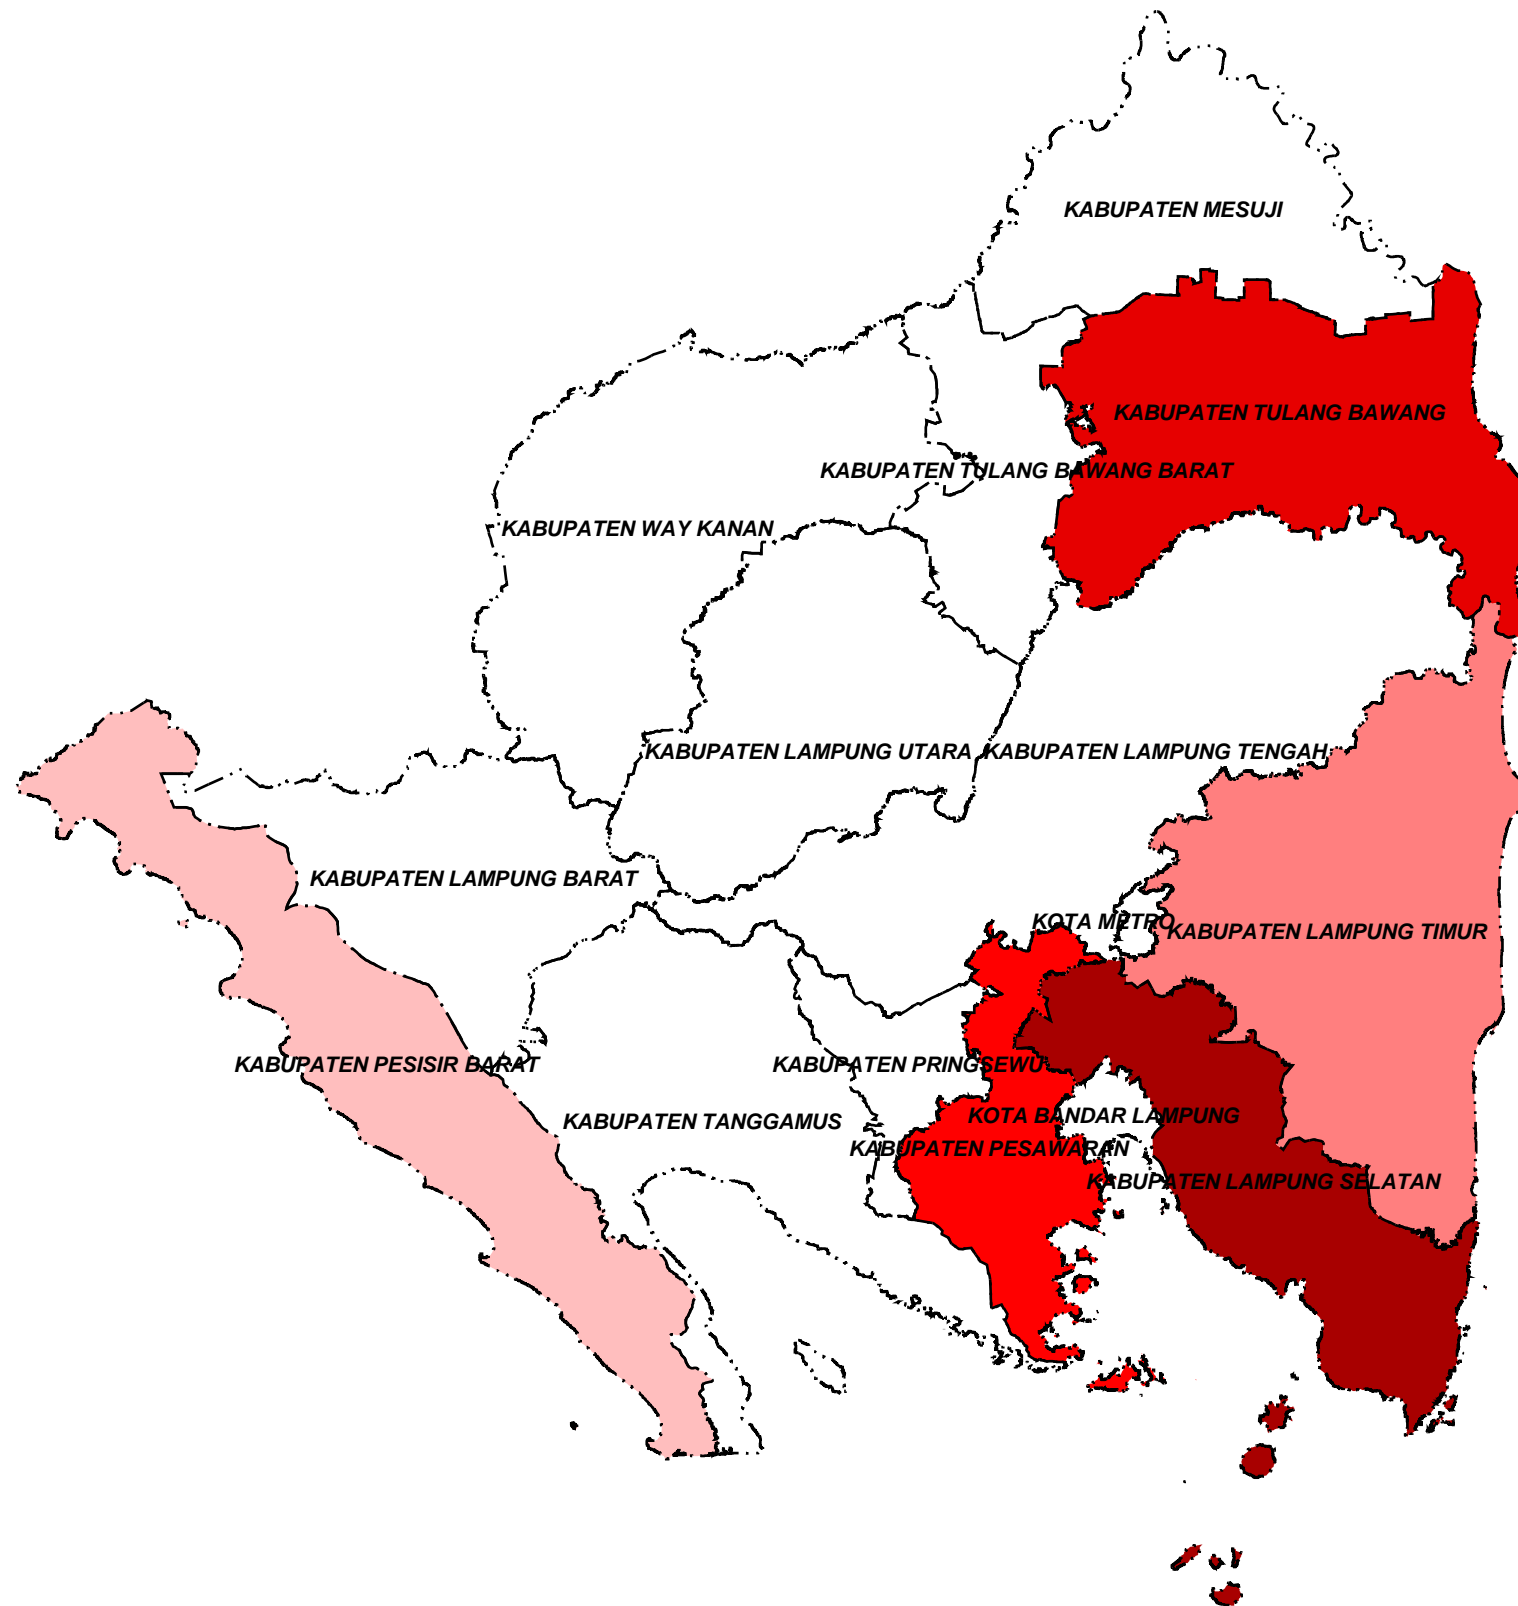 KABUPATEN MESUJI
KABUPATEN TULANG BAWANG
KABUPATEN TULANG BAWANG BARAT
KABUPATEN WAY KANAN
KABUPATEN LAMPUNG UTARA
KABUPATEN LAMPUNG TENGAH
KABUPATEN LAMPUNG BARAT
KOTA METRO
KABUPATEN LAMPUNG TIMUR
KABUPATEN PESISIR BARAT
KABUPATEN PRINGSEWU
KOTA BANDAR LAMPUNG
KABUPATEN TANGGAMUS
KABUPATEN PESAWARAN
KABUPATEN LAMPUNG SELATAN